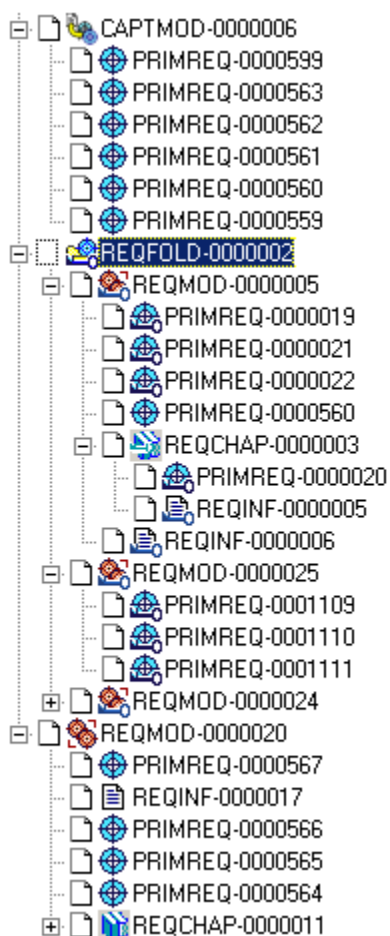 CAPTMOD-0000006
PRIMREQ-0000599
PRIMREQ-0000563
PRIMREQ-0000562
PRIMREQ-0000561
PRIMREQ-0000560
PRIMREQ-0000559
REQFOLD-0000002
REQMOD-0000005
PRIMREQ-0000019
PRIMREQ-0000021
PRIMREQ-0000022
PRIMREQ-0000560
REQCHAP-0000003
PRIMREQ-0000020
REQINF-0000005
REQINF-0000006
REQMOD-0000025
PRIMREQ-0001109
PRIMREQ-0001110
PRIMREQ-0001111
REQMOD-0000024
REQMOD-0000020
PRIMREQ-0000567
REQINF-0000017
PRIMREQ-0000566
PRIMREQ-0000565
PRIMREQ-0000564
REQCHAP-0000011